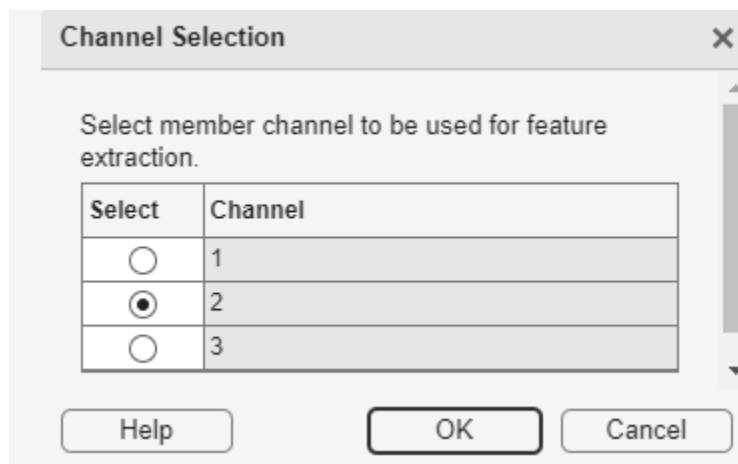 Channel Selection
Select member channel to be used for feature
extraction.
Select Channel
1
2
3
Help OK Cancel